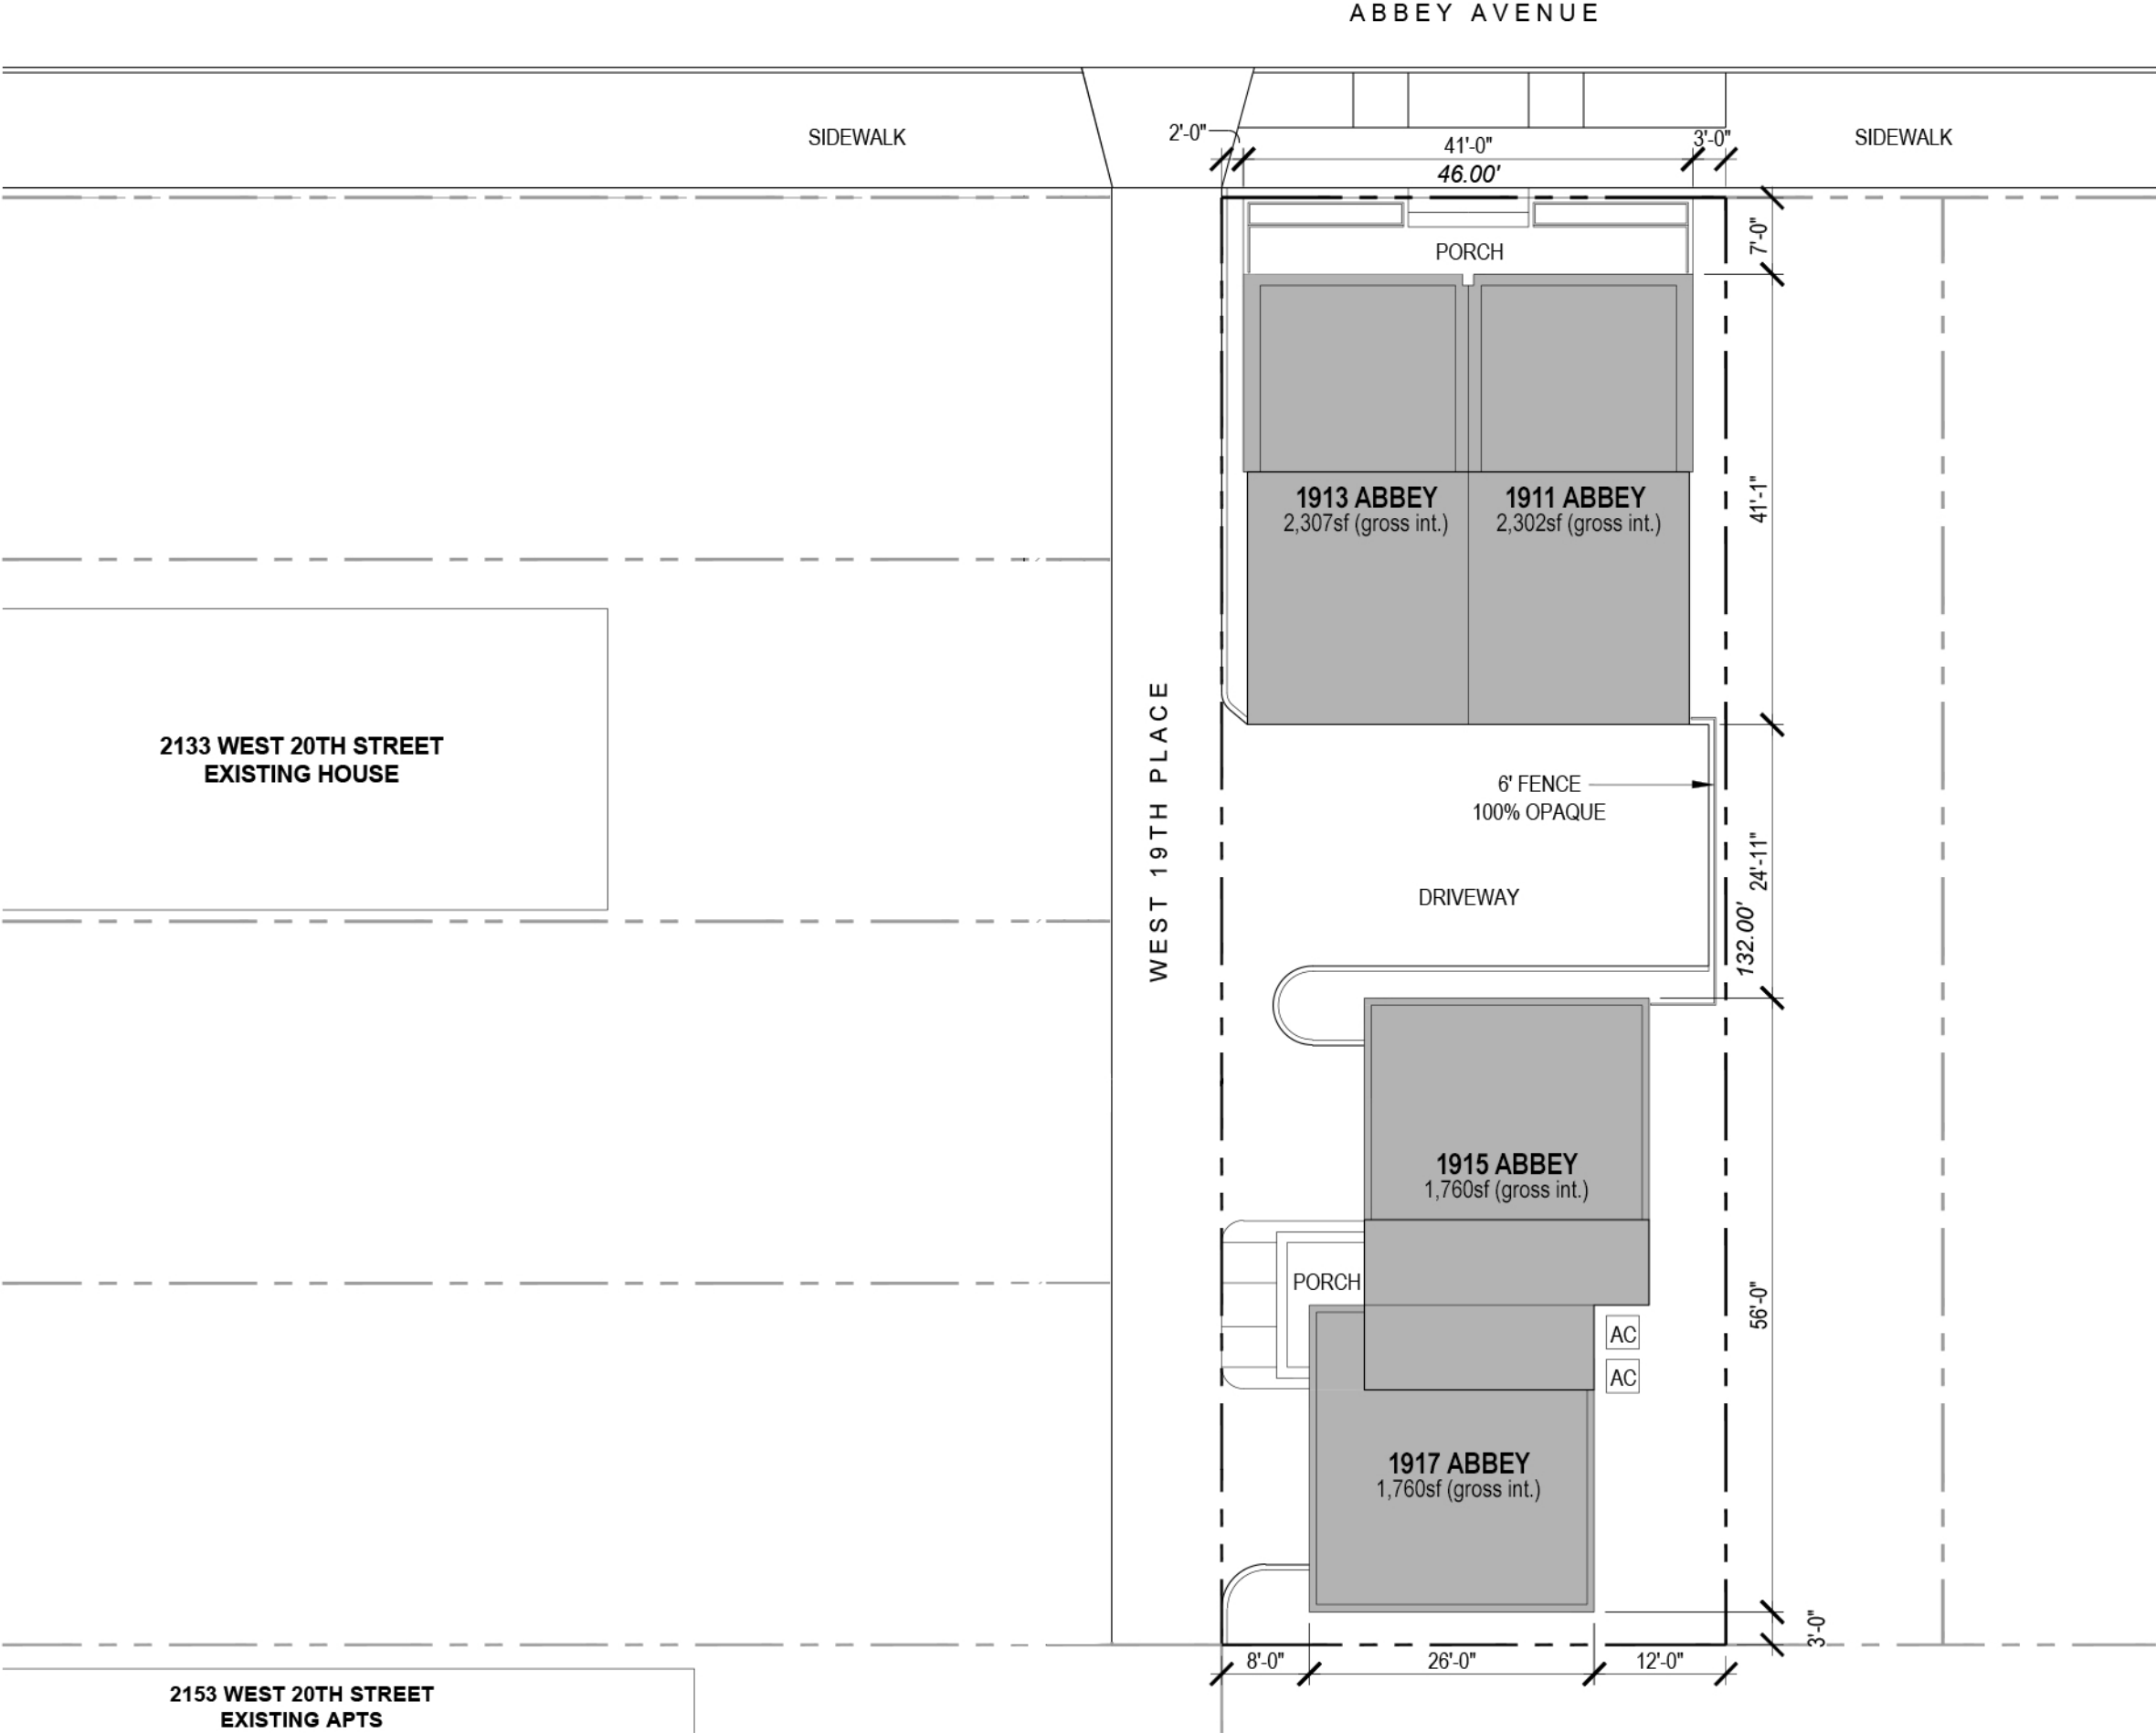 ABBEY AVENUE
SIDEWALK
2'-0"
41'-0"
3'-0"
SIDEWALK
46.00'
7'-0"
PORCH
1913 ABBEY
2,307sf (gross int.)
1911 ABBEY
2,302sf (gross int.)
41'-1"
WEST 19TH PLACE
2133 WEST 20TH STREET
EXISTING HOUSE
6' FENCE
100% OPAQUE
24'-11"
DRIVEWAY
132.00'
1915 ABBEY
1,760sf (gross int.)
PORCH
56'-0"
AC
AC
1917 ABBEY
1,760sf (gross int.)
3'-0"
8'-0"
26'-0"
12'-0"
2153 WEST 20TH STREET
EXISTING APTS